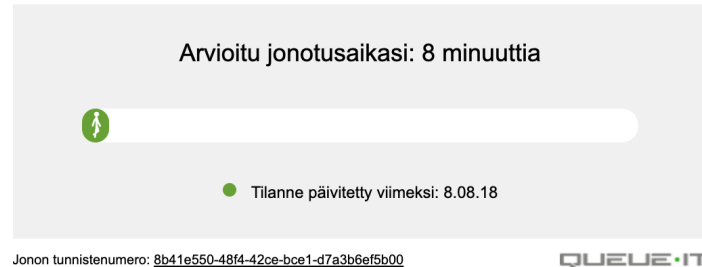 Arvioitu jonotusaikasi: 8 minuuttia
Tilanne päivitetty viimeksi: 8.08.18
Jonon tunnistenumero: 8b41e550-48f4-42ce-bce1-d7a3b6ef5b00
QUEUE·IT